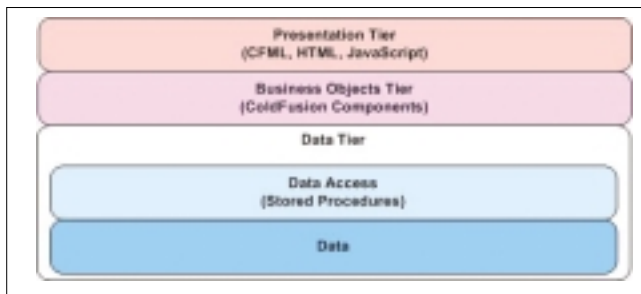 Presentation Tier
(CFML, HTML, JavaScript)
Business Objects Tier
(ColdFusion Components)
Data Tier
Data Access
(Stored Procedures)
Data